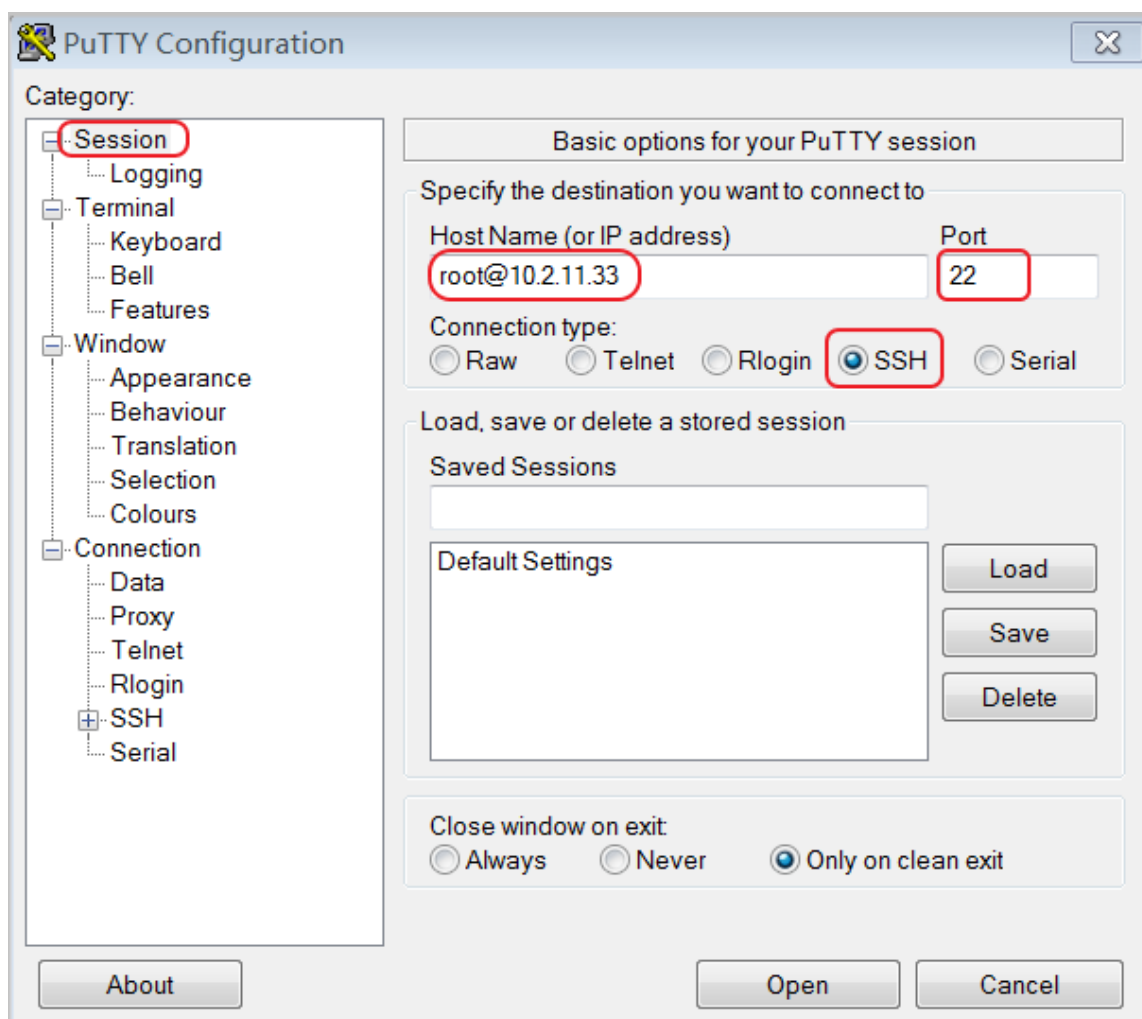 PuTTY Configuration
Category:
Session
Logging
Terminal
Keyboard
Bell
Features
Window
Appearance
Behaviour
Translation
Selection
Colours
Connection
Data
Proxy
Telnet
Rlogin
SSH
Serial
Basic options for your PuTTY session
Specify the destination you want to connect to
Host Name (or IP address) Port
root@10.2.11.33 22
Connection type:
Raw Telnet Rlogin SSH Serial
Load, save or delete a stored session
Saved Sessions
Default Settings
Load
Save
Delete
Close window on exit:
Always Never Only on clean exit
About Open Cancel